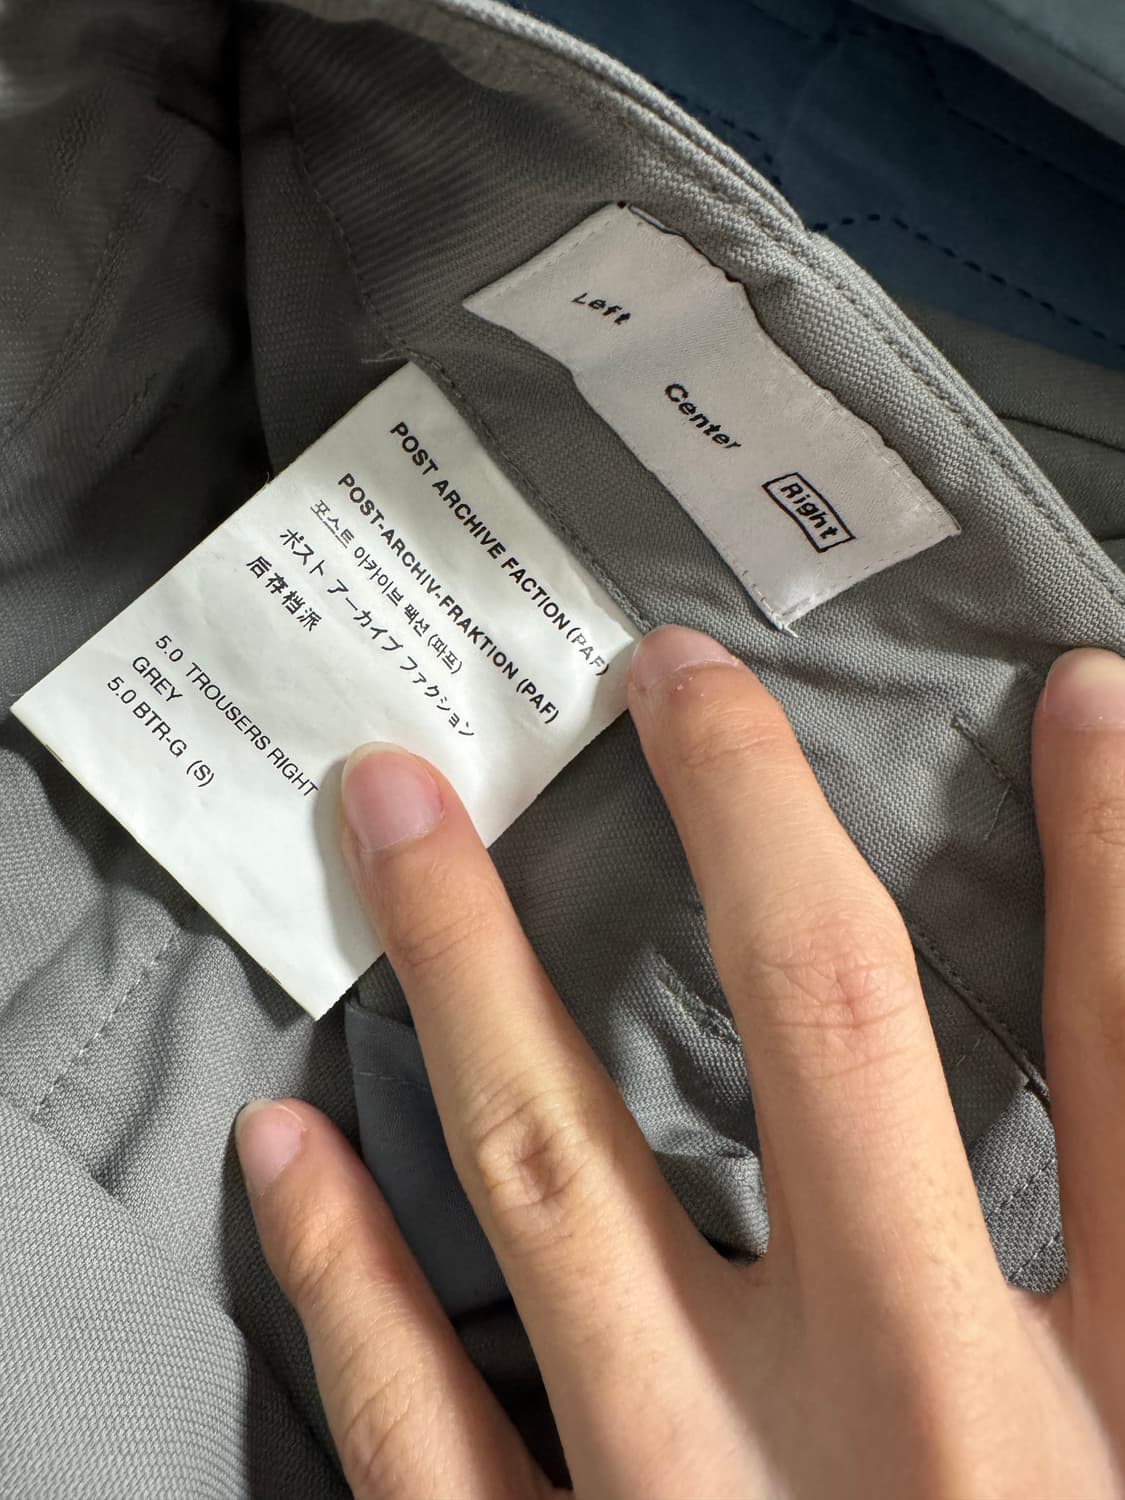 Left
Center
Right
POST ARCHIVE FACTION (PAF)
POST-ARCHIV-FRAKTION (PAF)
포스트 아카이브 팩션 (파프)
ポスト アーカイブ ファクション
后存档派
5.0 TROUSERS RIGHT
GREY
5.0 BTR-G (S)